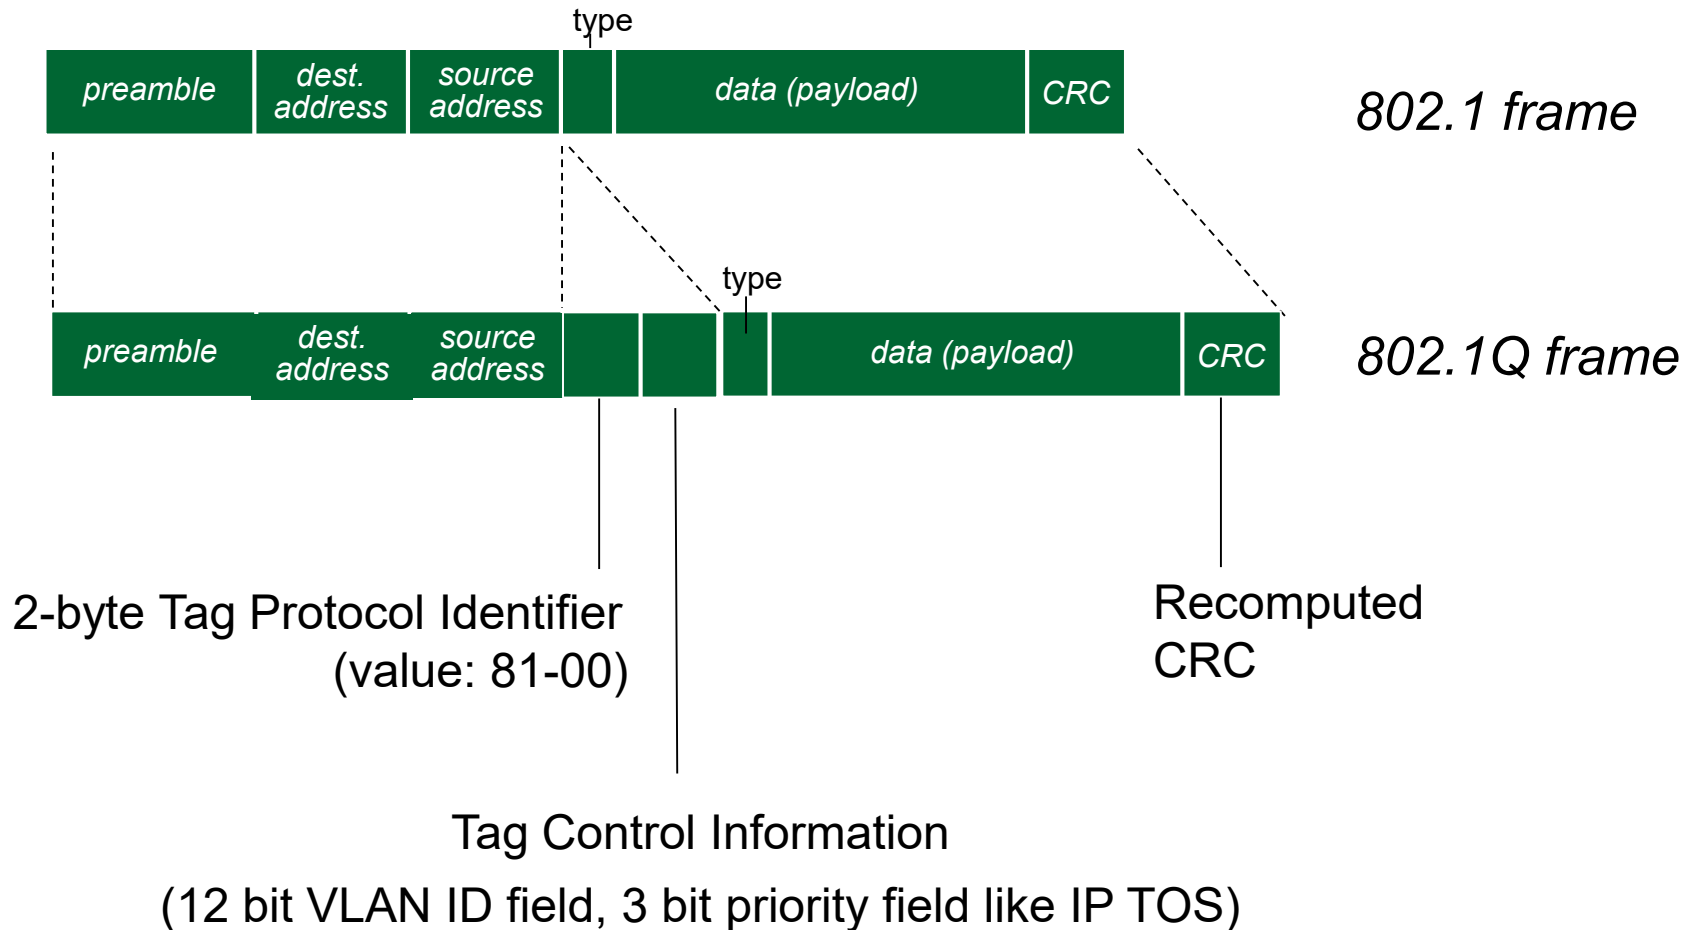 type
preamble
dest.
address
source
address
data (payload)
CRC
802.1 frame
type
preamble
dest.
address
source
address
data (payload)
CRC
802.1Q frame
2-byte Tag Protocol Identifier
(value: 81-00)
Recomputed
CRC
Tag Control Information
(12 bit VLAN ID field, 3 bit priority field like IP TOS)